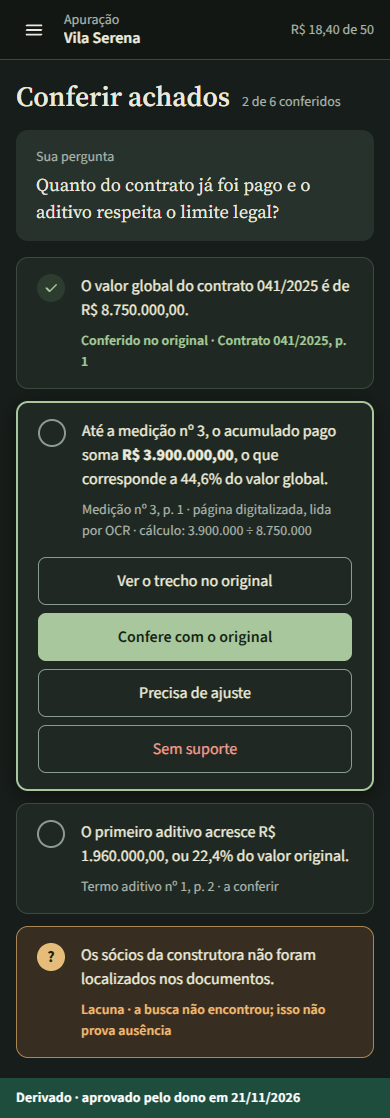 Apuração
Vila Serena
R$ 18,40 de 50
Conferir achados
2 de 6 conferidos
Sua pergunta
Quanto do contrato já foi pago e o
aditivo respeita o limite legal?
O valor global do contrato 041/2025 é de
R$ 8.750.000,00.
Conferido no original · Contrato 041/2025, p.
1
Até a medição nº 3, o acumulado pago
soma R$ 3.900.000,00, o que
corresponde a 44,6% do valor global.
Medição nº 3, p. 1 · página digitalizada, lida
por OCR · cálculo: 3.900.000 ÷ 8.750.000
Ver o trecho no original
Confere com o original
Precisa de ajuste
Sem suporte
O primeiro aditivo acresce R$
1.960.000,00, ou 22,4% do valor original.
Termo aditivo nº 1, p. 2 · a conferir
?
Os sócios da construtora não foram
localizados nos documentos.
Lacuna · a busca não encontrou; isso não
prova ausência
Derivado · aprovado pelo dono em 21/11/2026